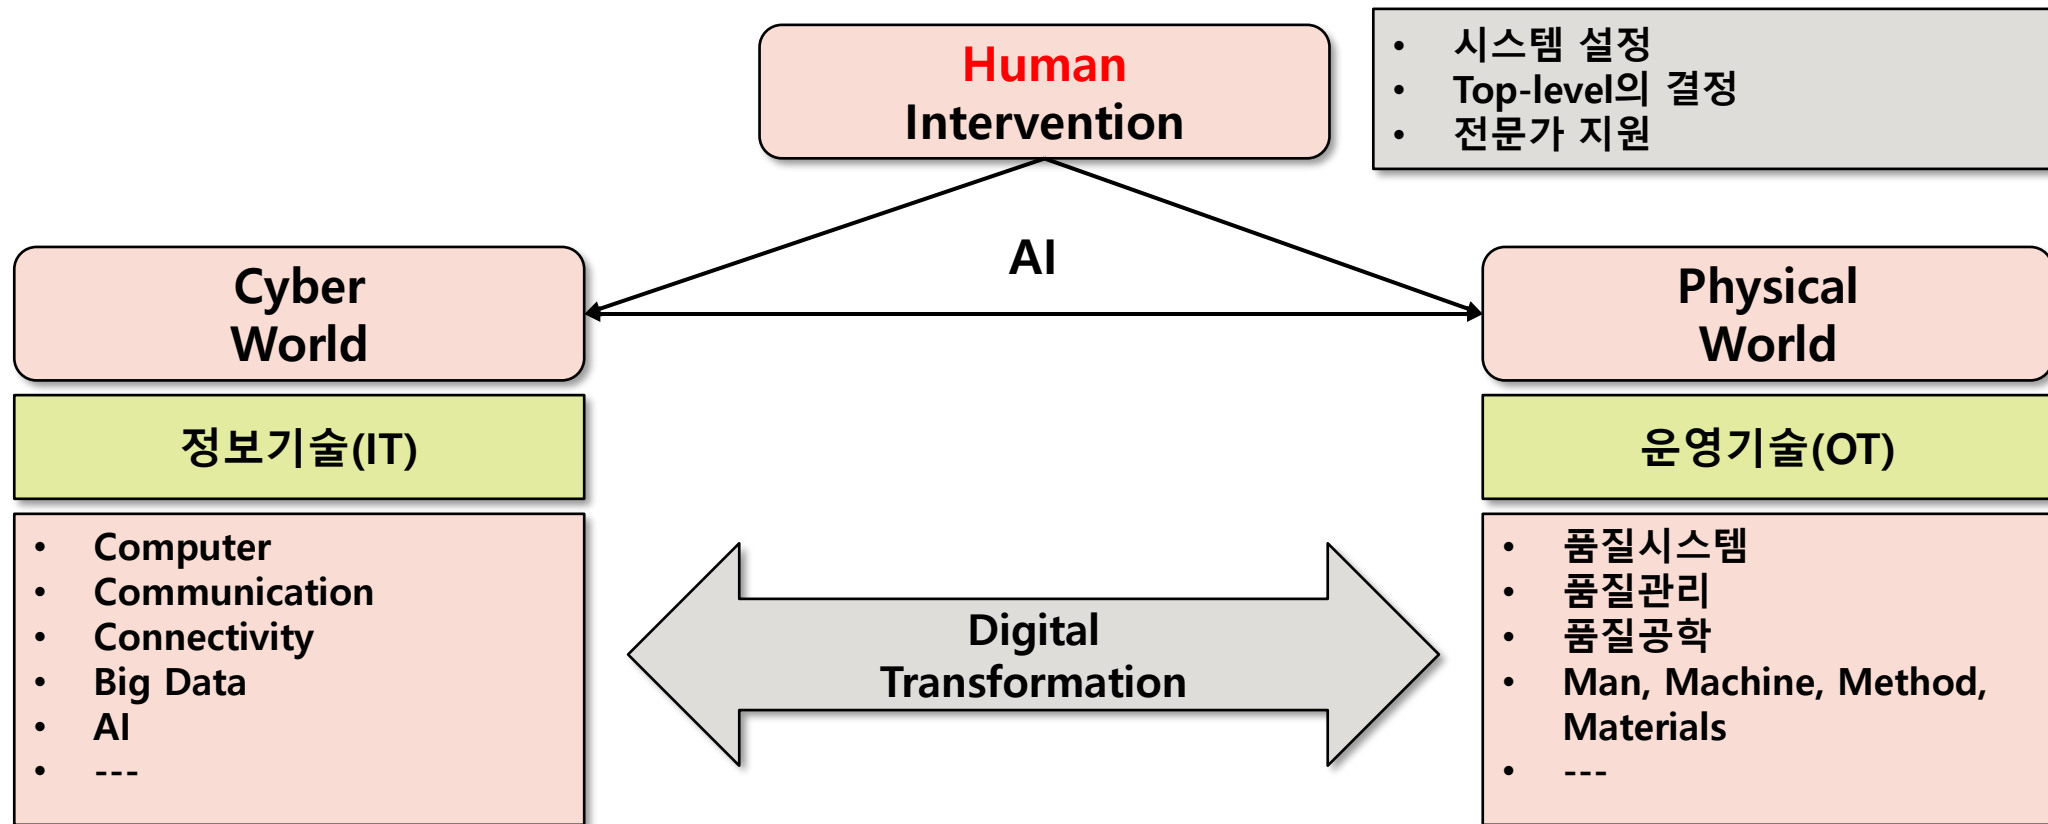 Human
Intervention
• 시스템 설정
• Top-level의 결정
• 전문가 지원
AI
Cyber
World
Physical
World
정보기술(IT)
운영기술(OT)
• Computer
• Communication
• Connectivity
• Big Data
• AI
• ---
Digital
Transformation
• 품질시스템
• 품질관리
• 품질공학
• Man, Machine, Method,
Materials
• ---